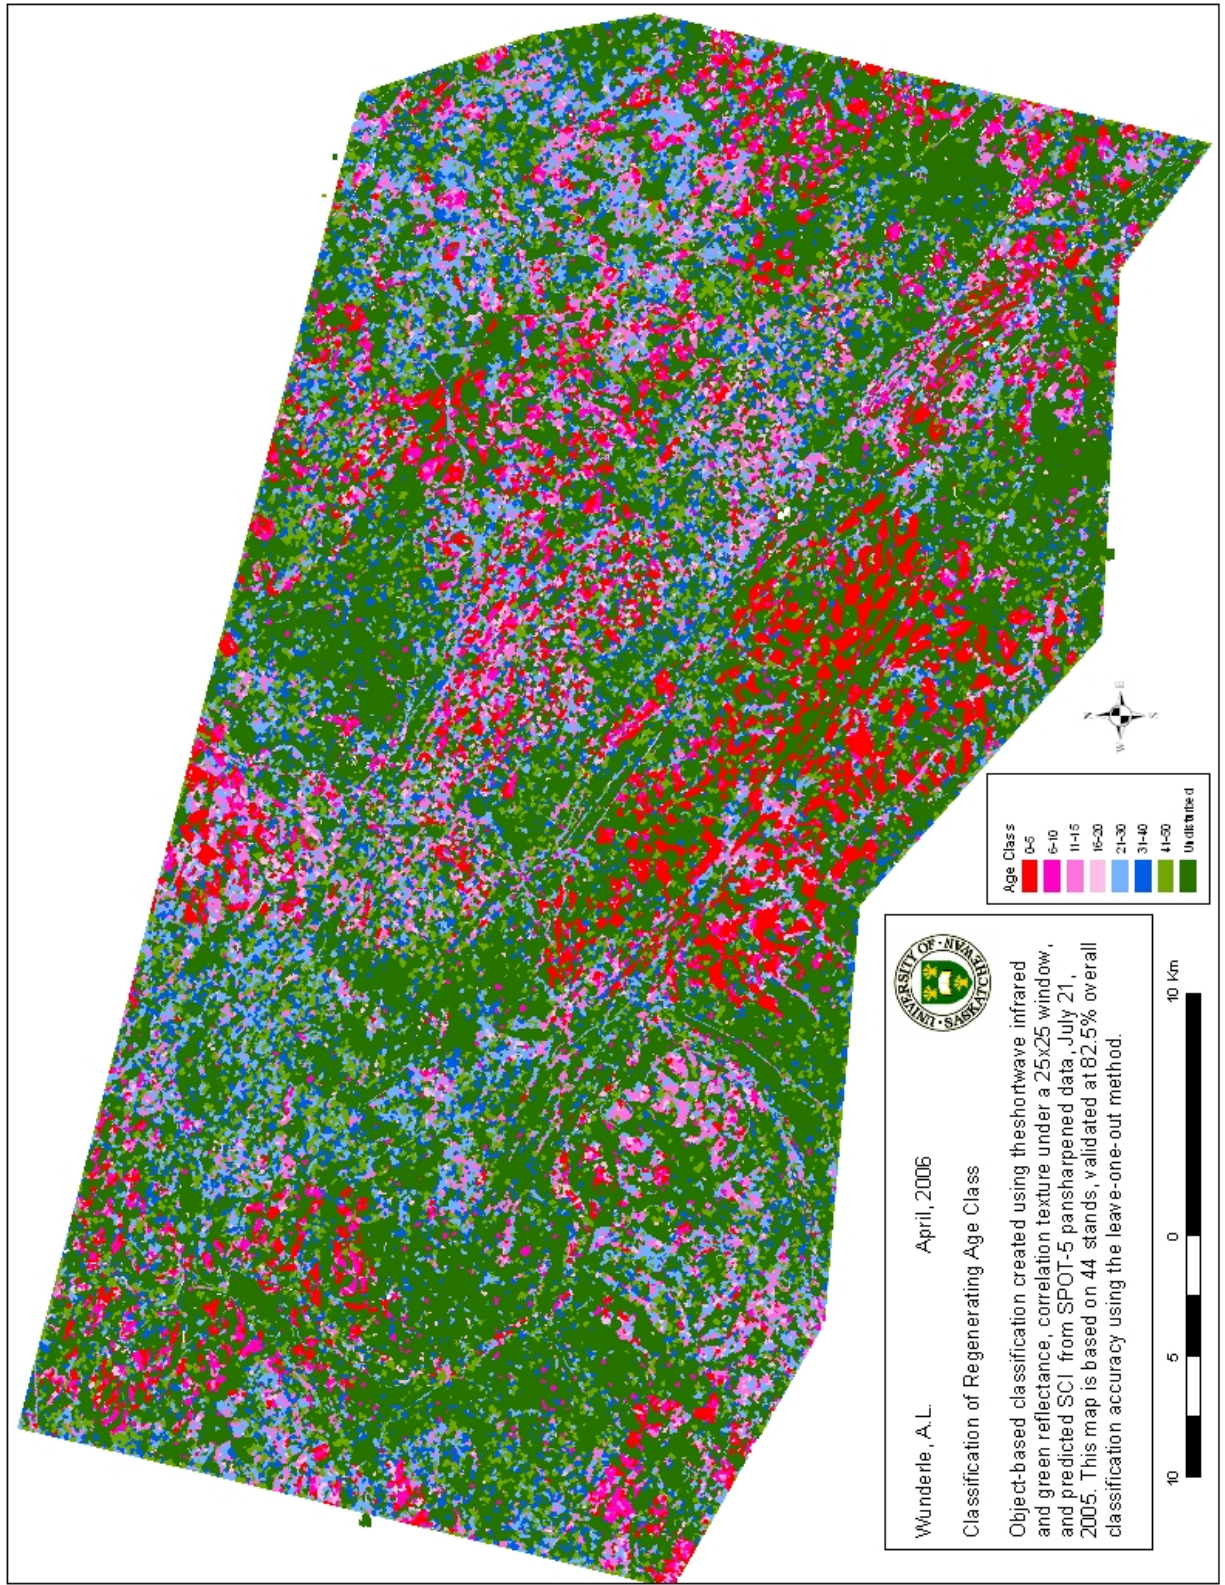 Wunderle, A.L. April, 2006
Classification of Regenerating Age Class
Object-based classification created using theshortwave infrared
and green reflectance, correlation texture under a 25x25 window,
and predicted SCI from SPOT-5 pansharpened data, July 21,
2005. This map is based on 44 stands, validated at 82.5% overall
classification accuracy using the leave-one-out method.
UNIVERSITY OF
SASKATCHEWAN
10 5 0 10 Km
Age Class
0-5
6-10
11-15
16-20
21-30
31-40
41-50
Undisturbed
N
W E
S